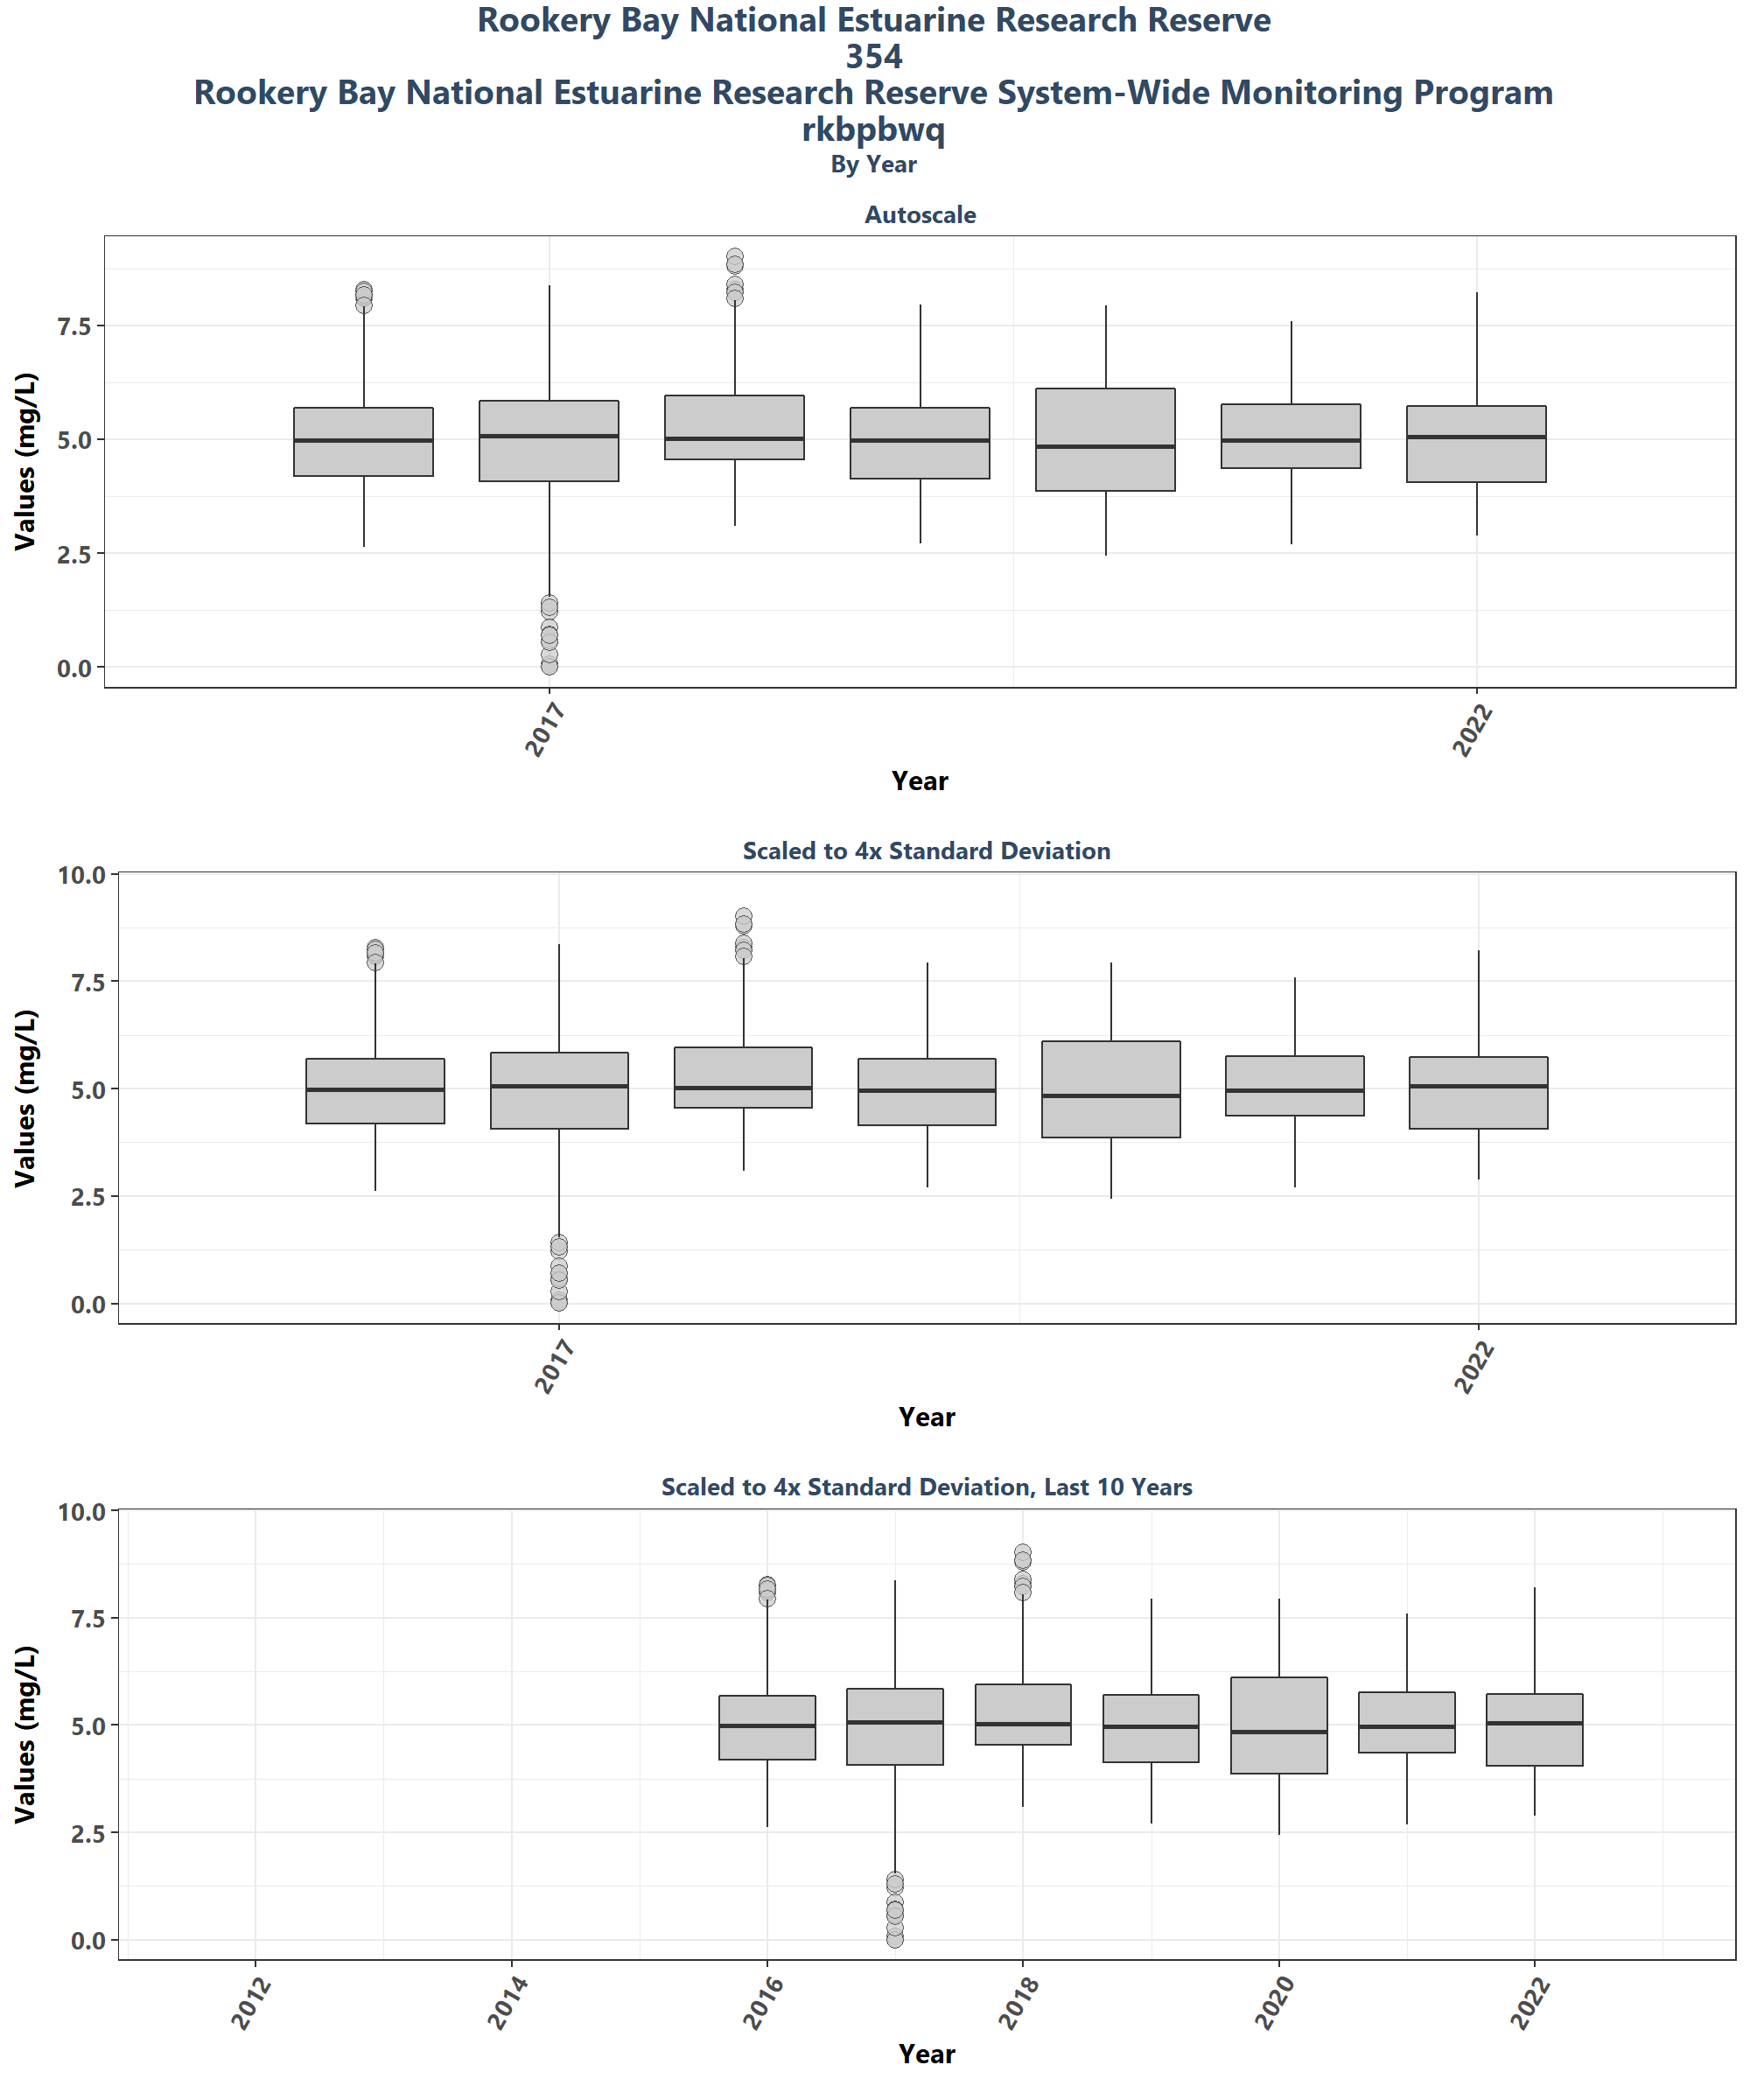 Rookery Bay National Estuarine Research Reserve
354
Rookery Bay National Estuarine Research Reserve System-Wide Monitoring Program
rkbpbwq
By Year
Autoscale
Values (mg/L)
7.5
5.0
2.5
0.0
2017
2022
Year
Scaled to 4x Standard Deviation
Values (mg/L)
10.0
7.5
5.0
2.5
0.0
2017
2022
Year
Scaled to 4x Standard Deviation, Last 10 Years
Values (mg/L)
10.0
7.5
5.0
2.5
0.0
2012
2014
2016
2018
2020
2022
Year